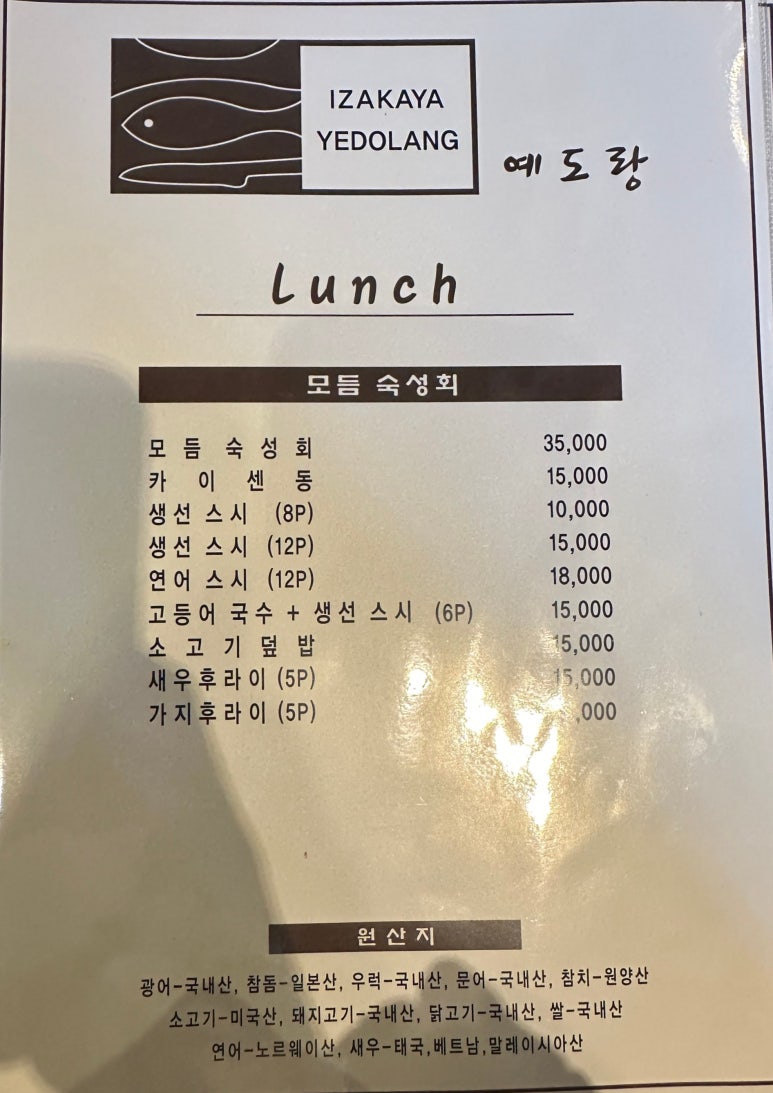 IZAKAYA
YEDOLANG
예도랑
Lunch
모듬 숙성회
모듬 숙성회 35,000
카이센동 15,000
생선 스시 (8P) 10,000
생선 스시 (12P) 15,000
연어 스시 (12P) 18,000
고등어 국수 + 생선 스시 (6P) 15,000
소고기덮밥 15,000
새우후라이 (5P) 15,000
가지후라이 (5P) ,000
원산지
광어-국내산, 참돔-일본산, 우럭-국내산, 문어-국내산, 참치-원양산
소고기-미국산, 돼지고기-국내산, 닭고기-국내산, 쌀-국내산
연어-노르웨이산, 새우-태국,베트남,말레이시아산